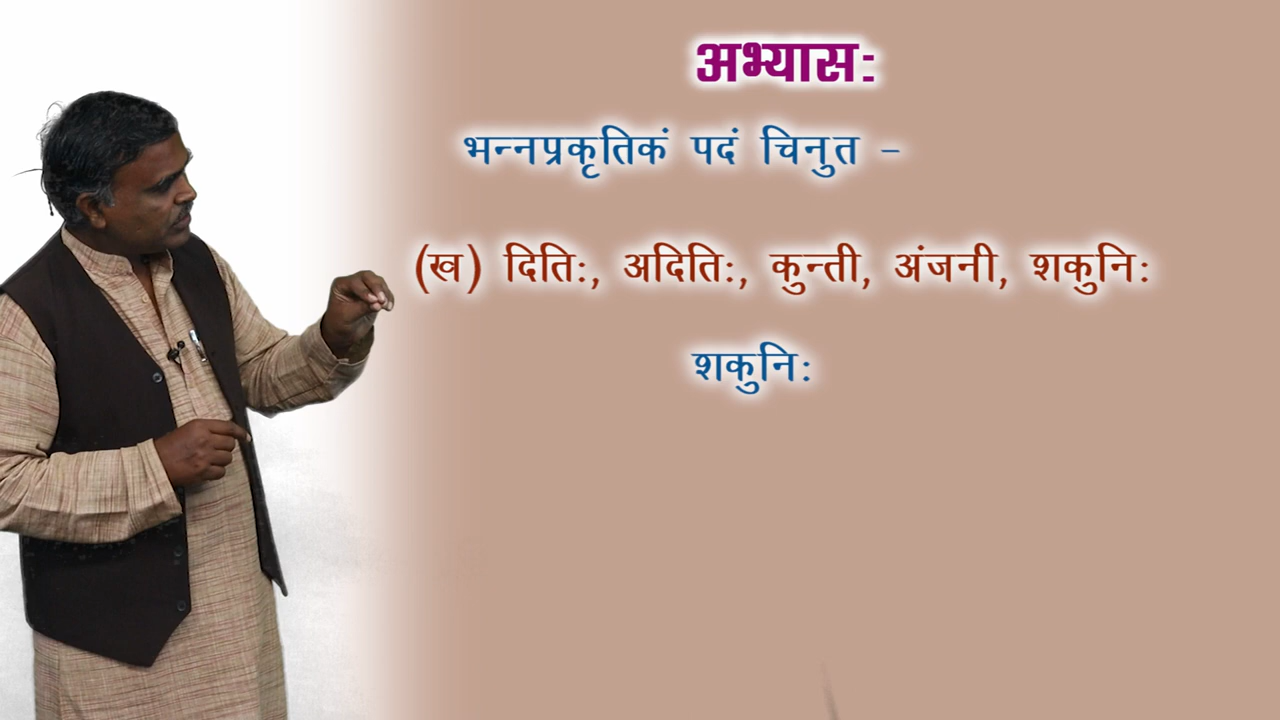 अभ्यासः
भन्नप्रकृतिकं पदं चिनुत –
(ख) दितिः, अदितिः, कुन्ती, अंजनी, शकुनिः
शकुनिः